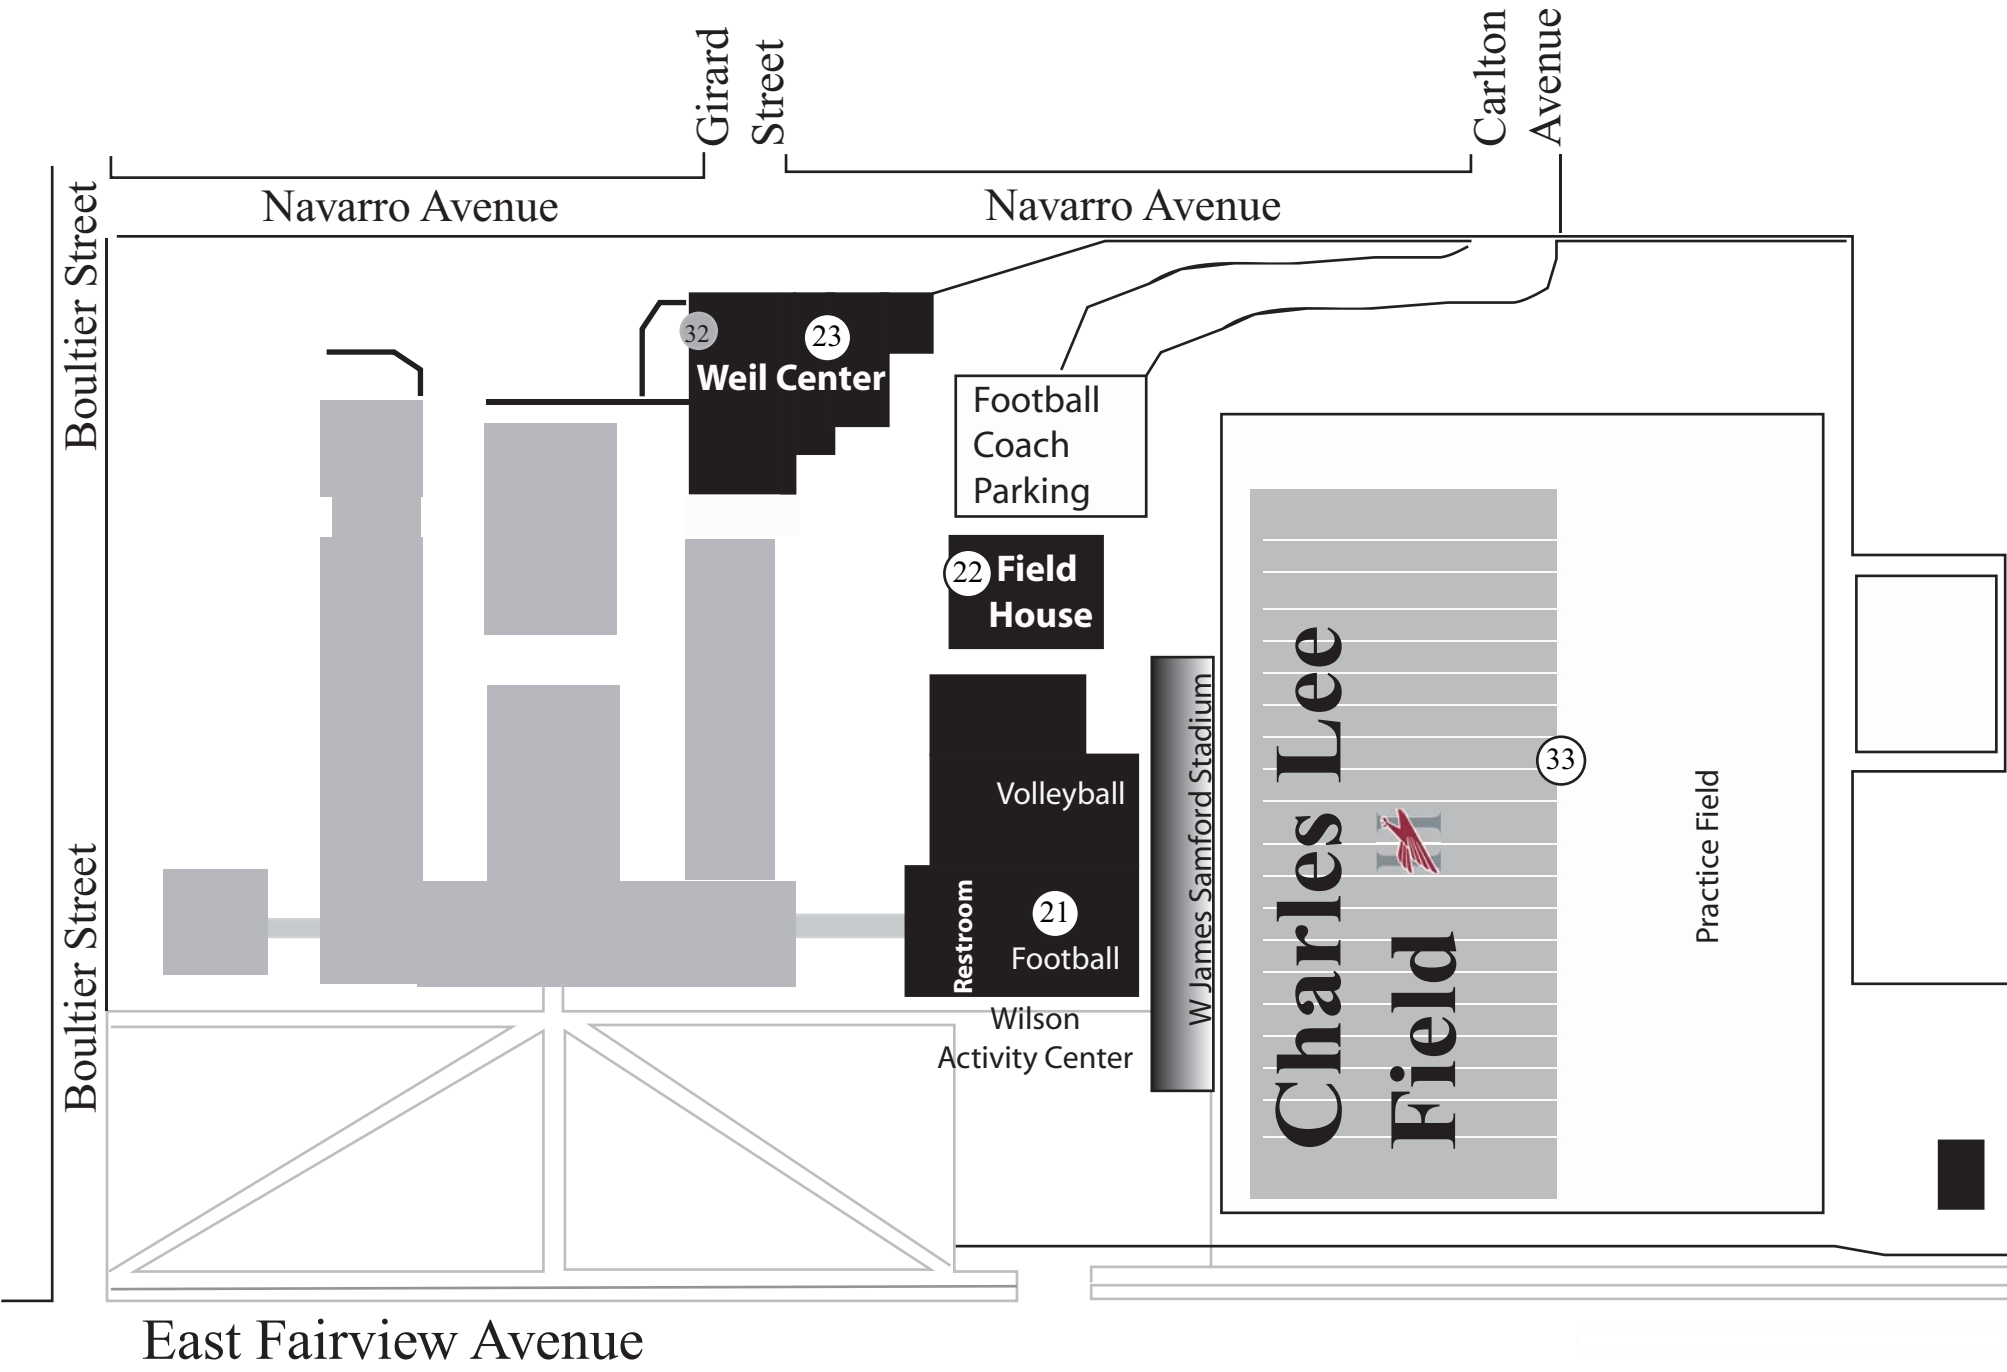 Girard
Street
Carlton
Avenue
Navarro Avenue
Navarro Avenue
Boultier Street
32
23
Weil Center
Football
Coach
Parking
22
Field
House
Volleyball
W James Samford Stadium
Charles Lee
Field
H
33
Practice Field
Boultier Street
Restroom
21
Football
Wilson
Activity Center
East Fairview Avenue